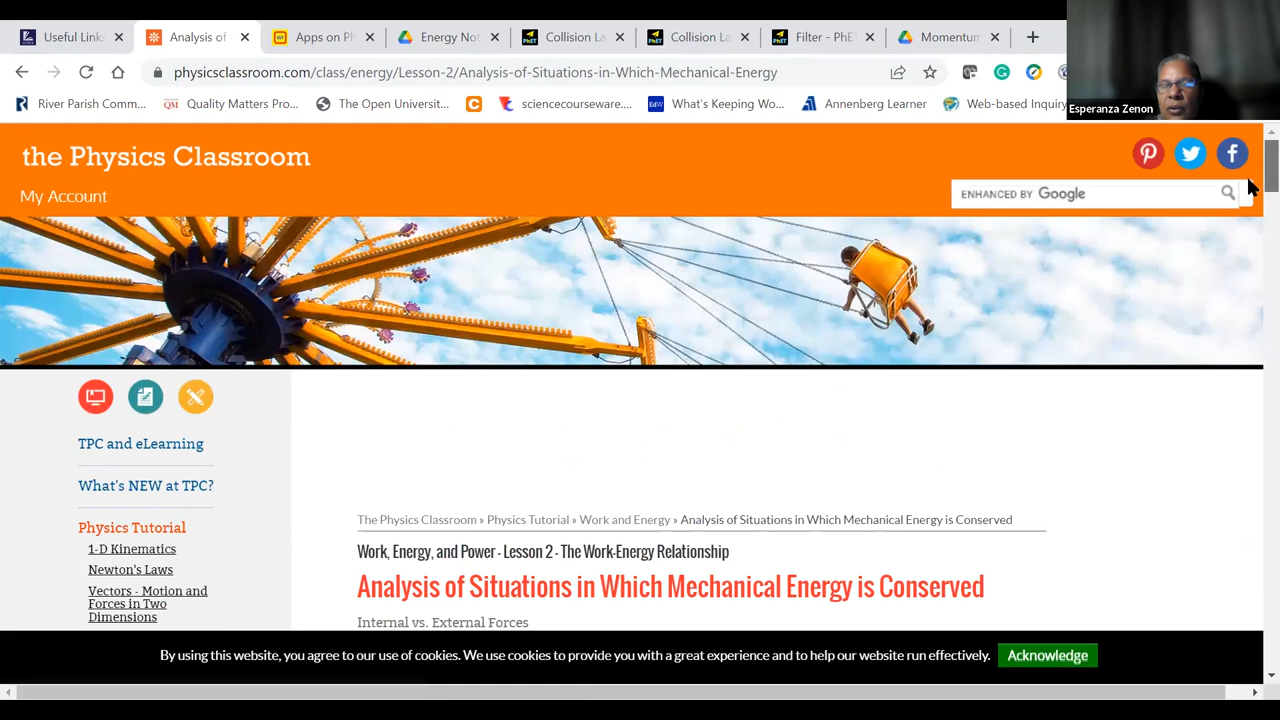 Useful Links
Analysis of
Apps on Ph
Energy Not
Collision La
Collision La
Filter - PhET
Momentum
physicsclassroom.com/class/energy/Lesson-2/Analysis-of-Situations-in-Which-Mechanical-Energy
Esperanza Zenon
River Parish Comm...
QM
Quality Matters Pro...
The Open Universit...
sciencecourseware....
EdW
What's Keeping Wo...
Annenberg Learner
Web-based Inquiry
the Physics Classroom
My Account
ENHANCED BY Google
TPC and eLearning
What's NEW at TPC?
Physics Tutorial
1-D Kinematics
Newton's Laws
Vectors - Motion and
Forces in Two
Dimensions
The Physics Classroom » Physics Tutorial » Work and Energy » Analysis of Situations in Which Mechanical Energy is Conserved
Work, Energy, and Power - Lesson 2 - The Work-Energy Relationship
Analysis of Situations in Which Mechanical Energy is Conserved
Internal vs. External Forces
By using this website, you agree to our use of cookies. We use cookies to provide you with a great experience and to help our website run effectively.
Acknowledge